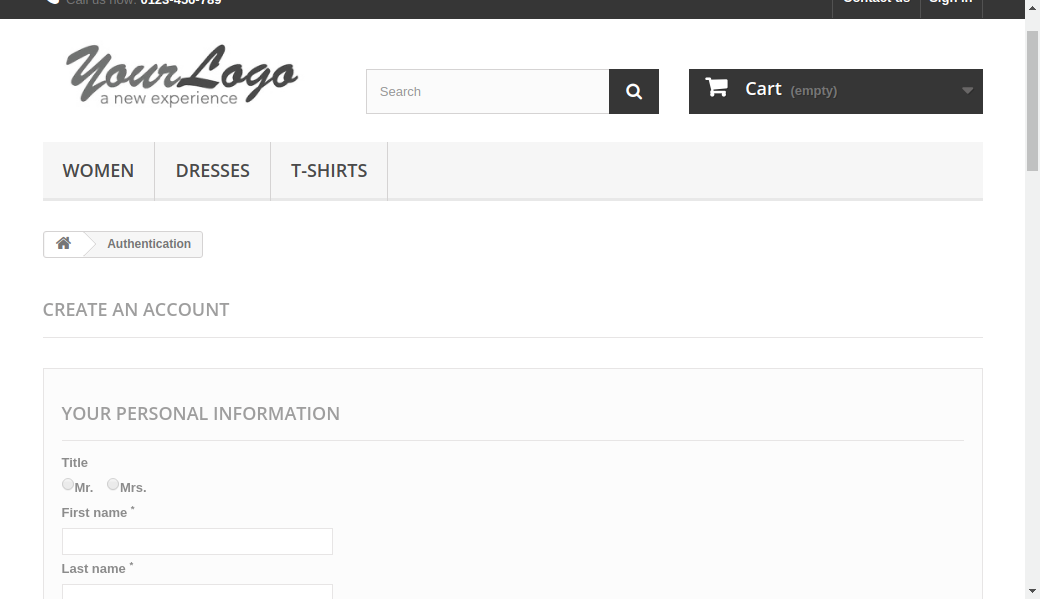 Call us now: 0123-456-789
Contact us
Sign in
YourLogo
a new experience
Search
Cart (empty)
WOMEN
DRESSES
T-SHIRTS
Authentication
CREATE AN ACCOUNT
YOUR PERSONAL INFORMATION
Title
Mr.
Mrs.
First name *
Last name *